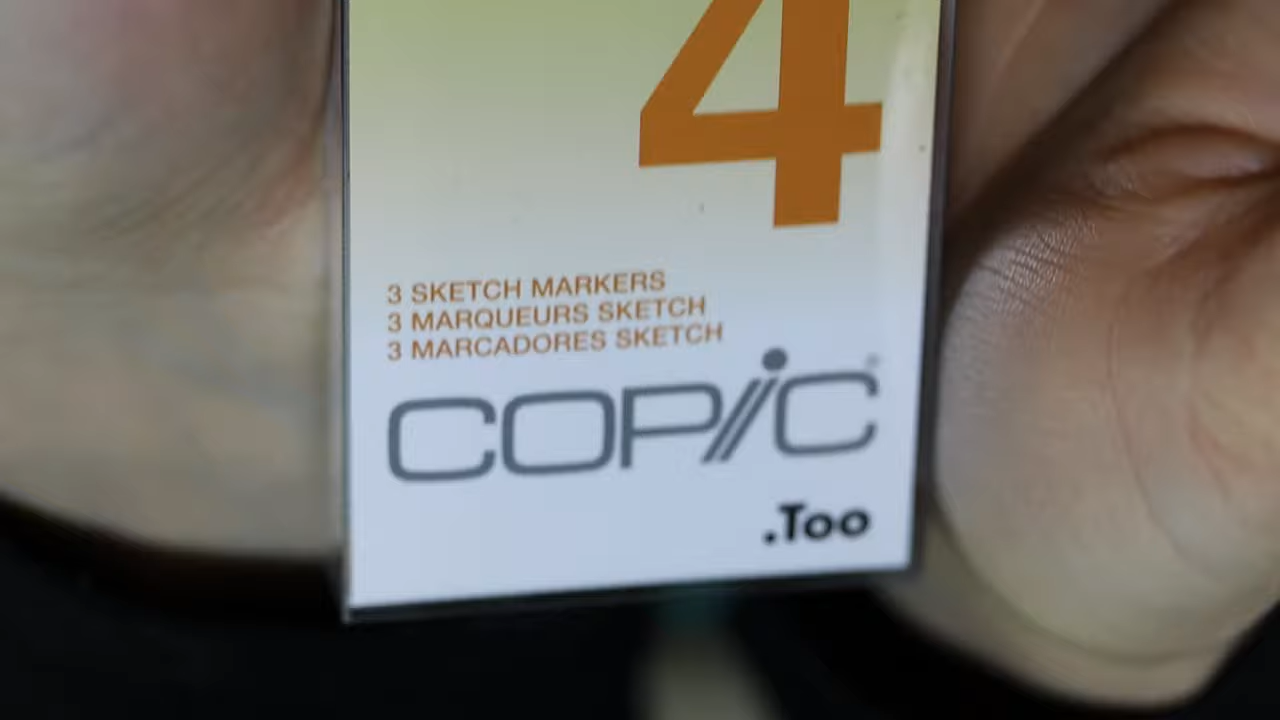 4
3 SKETCH MARKERS
3 MARQUEURS SKETCH
3 MARCADORES SKETCH
COPiC®
.Too